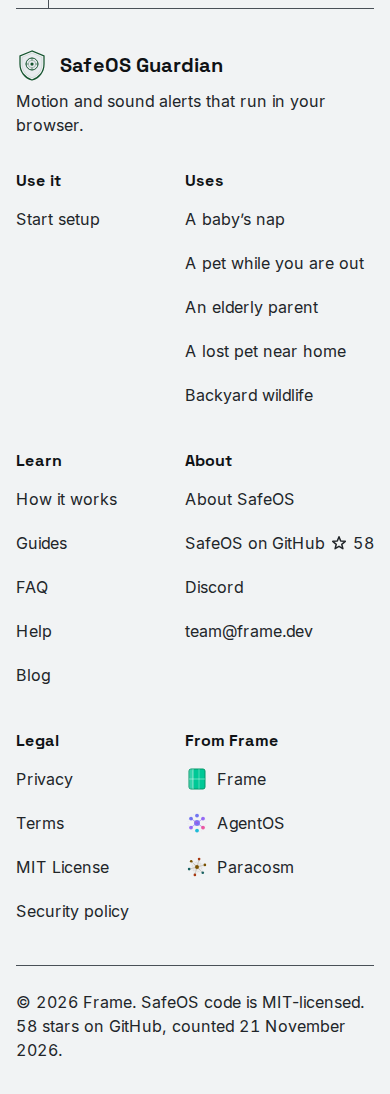 SafeOS Guardian
Motion and sound alerts that run in your
browser.
Use it
Start setup
Uses
A baby’s nap
A pet while you are out
An elderly parent
A lost pet near home
Backyard wildlife
Learn
How it works
Guides
FAQ
Help
Blog
About
About SafeOS
SafeOS on GitHub ☆ 58
Discord
team@frame.dev
Legal
Privacy
Terms
MIT License
Security policy
From Frame
Frame
AgentOS
Paracosm
© 2026 Frame. SafeOS code is MIT-licensed.
58 stars on GitHub, counted 21 November
2026.